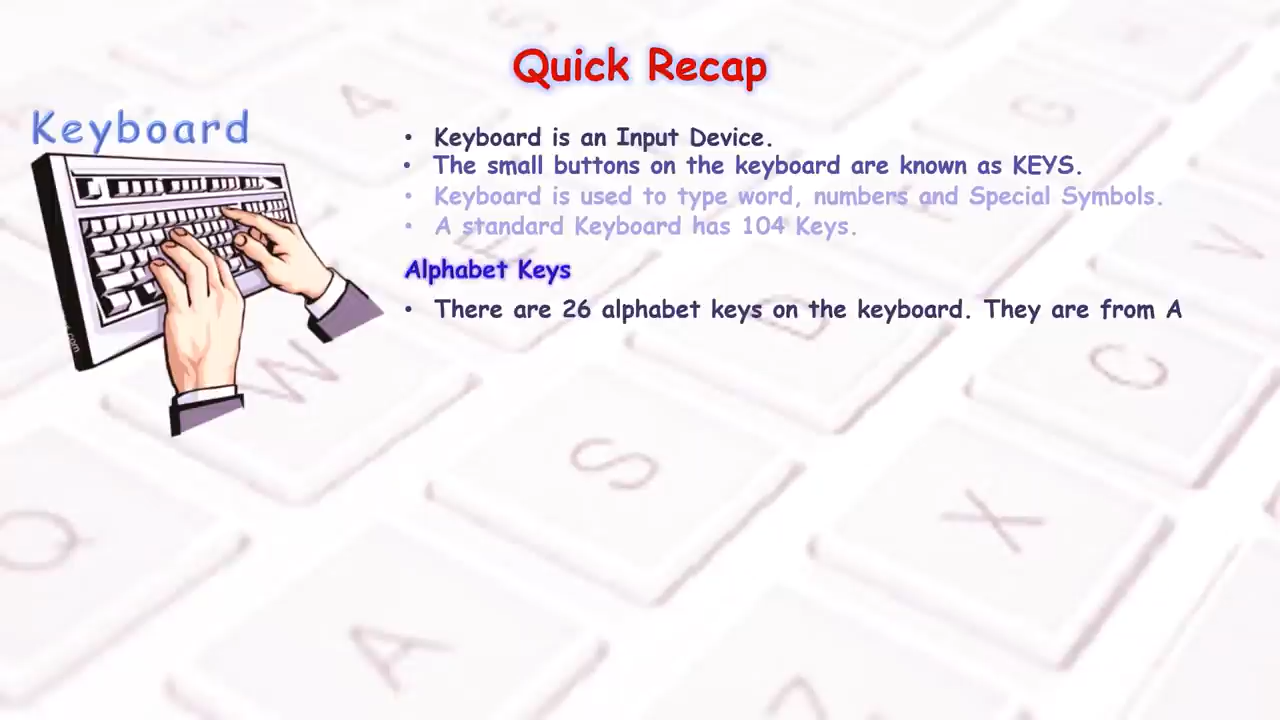 Quick Recap
Keyboard
• Keyboard is an Input Device.
• The small buttons on the keyboard are known as KEYS.
• Keyboard is used to type word, numbers and Special Symbols.
• A standard Keyboard has 104 Keys.
Alphabet Keys
• There are 26 alphabet keys on the keyboard. They are from A
W
E
A
G
V
D
C
S
X
Q
A
Z